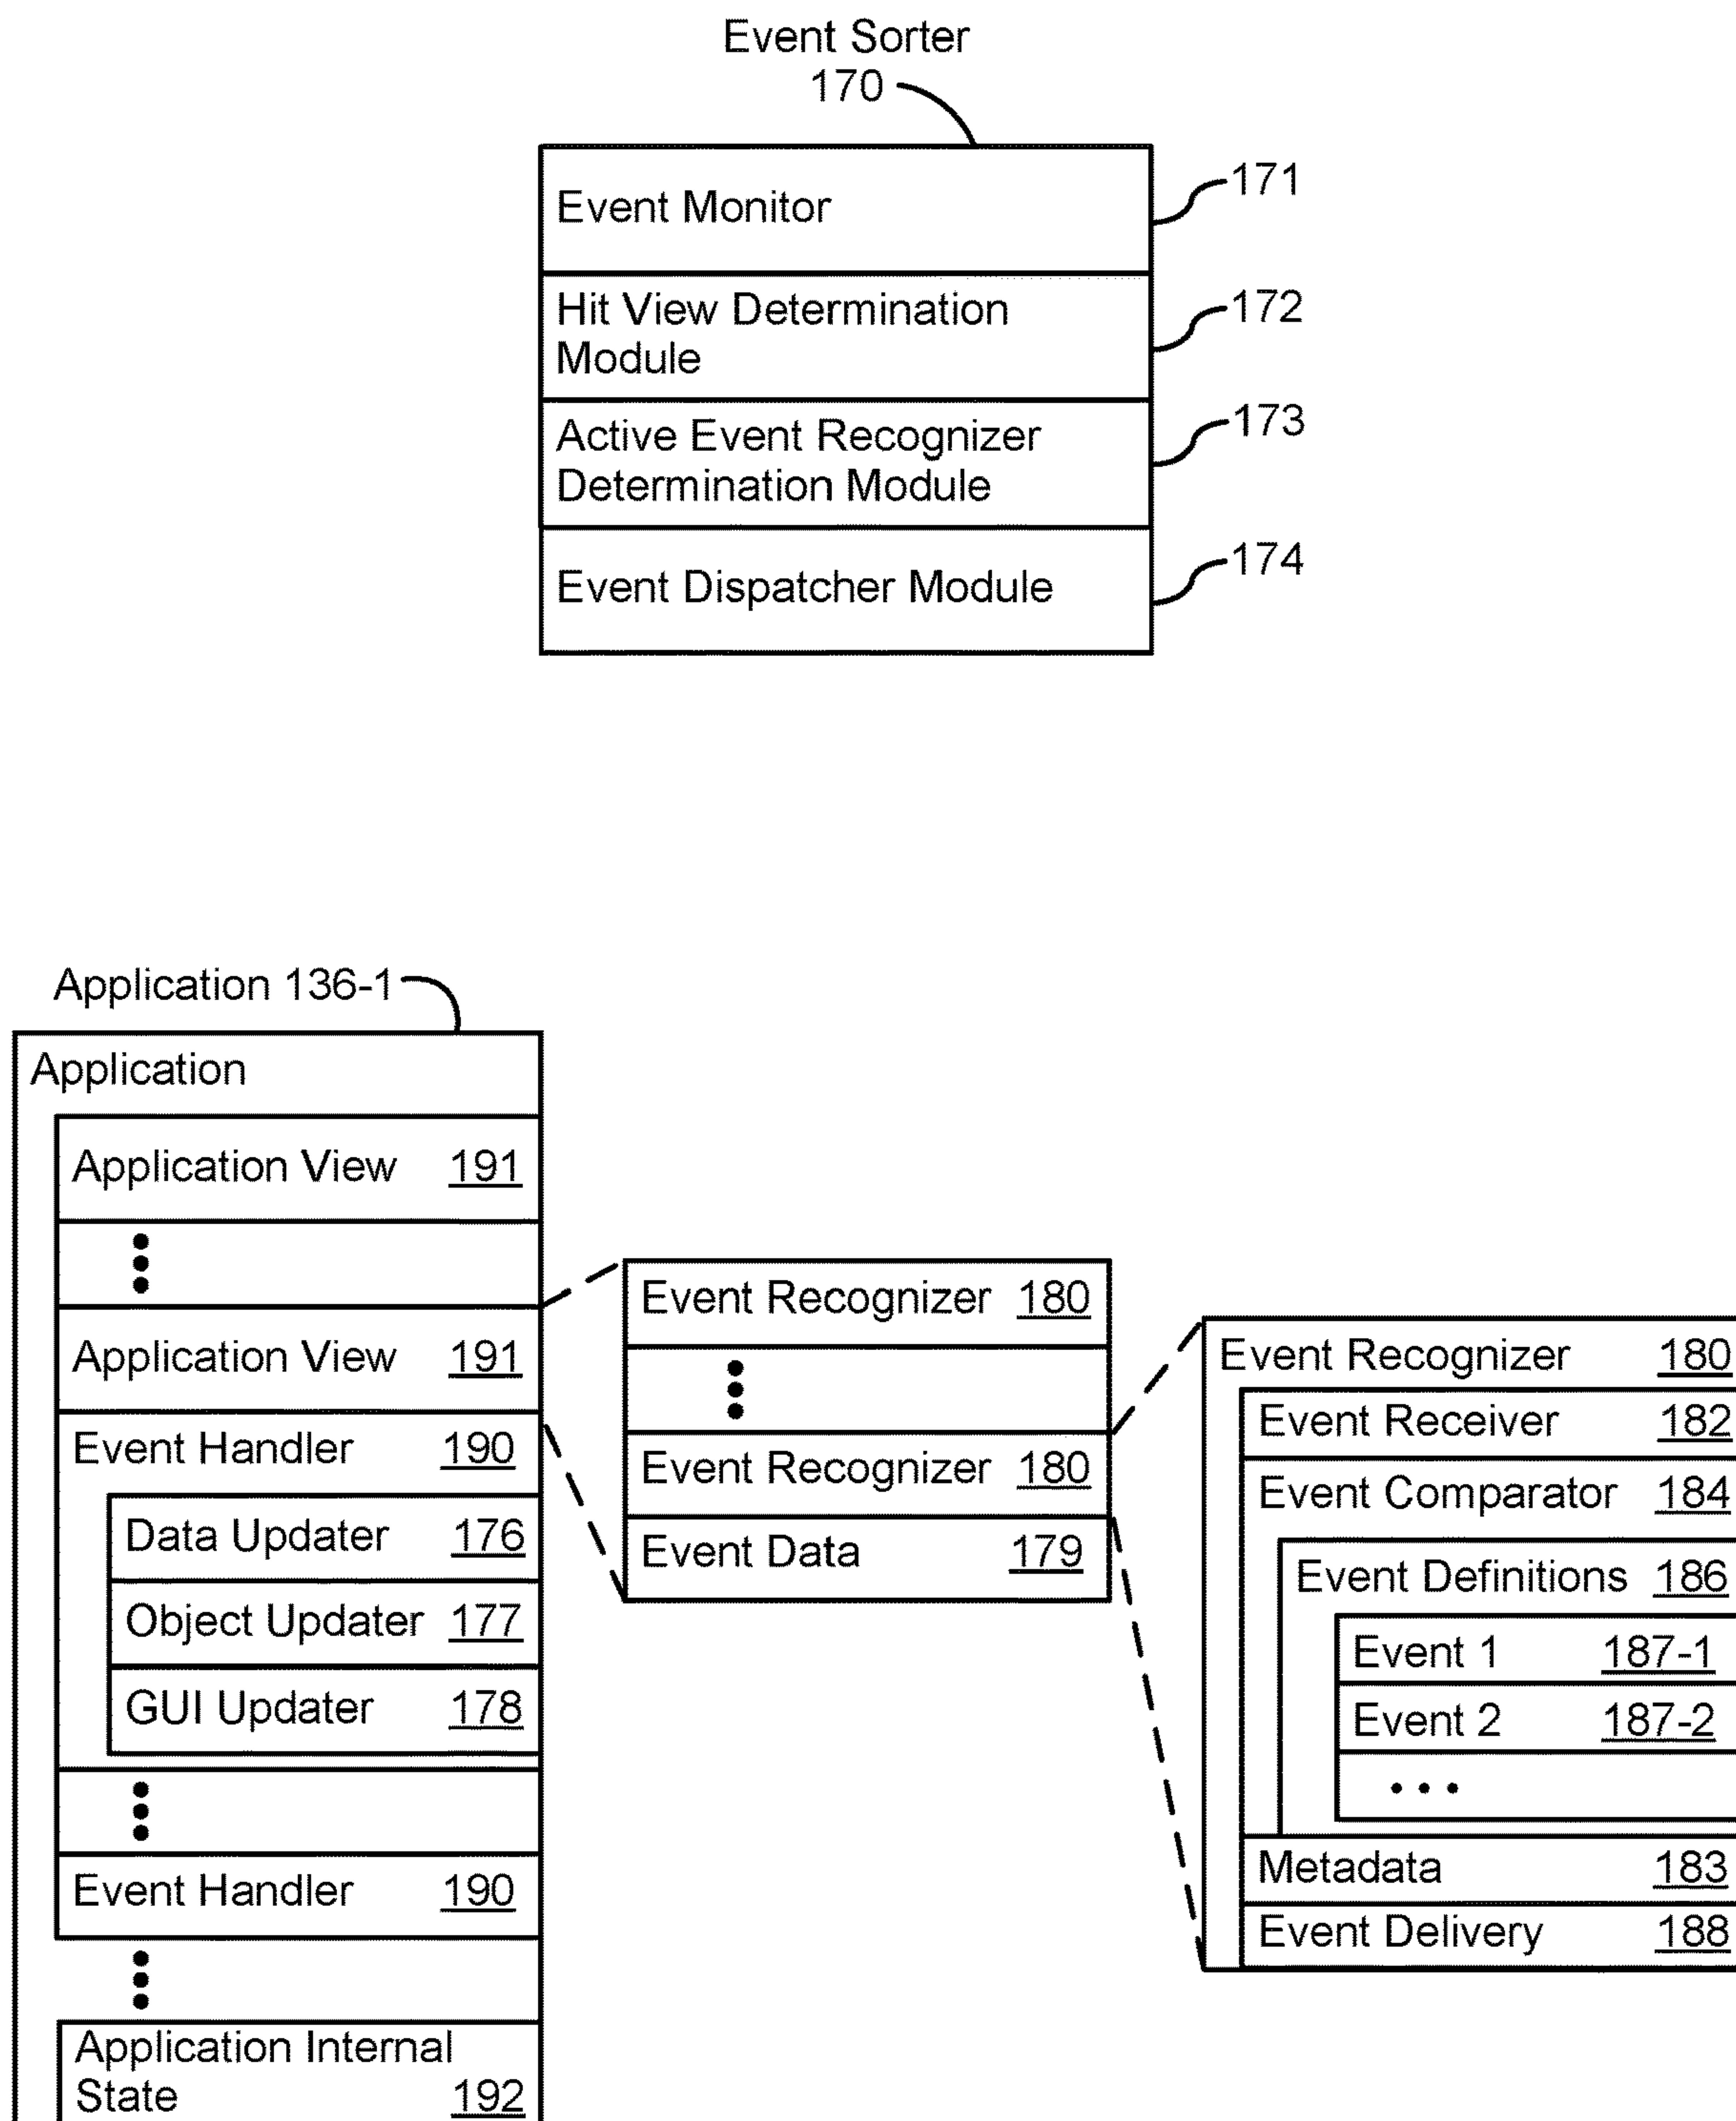 Event Sorter
170
Event Monitor
171
Hit View Determination
Module
172
Active Event Recognizer
Determination Module
173
Event Dispatcher Module
174
Application 136-1
Application
Application View 191
Application View 191
Event Handler 190
Data Updater 176
Object Updater 177
GUI Updater 178
Event Handler 190
Application Internal
State 192
Event Recognizer 180
Event Recognizer 180
Event Data 179
Event Recognizer 180
Event Receiver 182
Event Comparator 184
Event Definitions 186
Event 1 187-1
Event 2 187-2
• • •
Metadata 183
Event Delivery 188